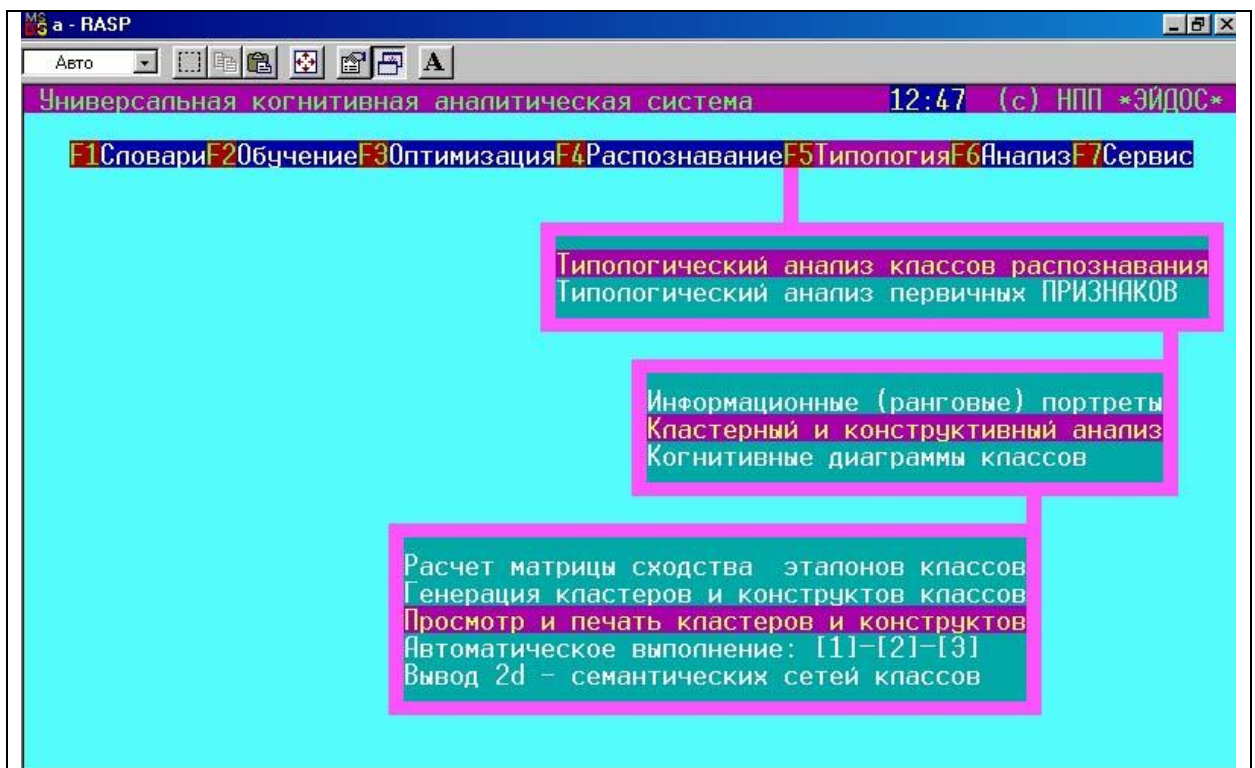 a - RASP
Авто
A
Универсальная когнитивная аналитическая система 12:47 (c) НПП *ЭЙДОС*
F1СловариF2ОбучениеF3ОптимизацияF4РаспознаваниеF5ТипологияF6АнализF7Сервис
Типологический анализ классов распознавания
Типологический анализ первичных ПРИЗНАКОВ
Информационные (ранговые) портреты
Кластерный и конструктивный анализ
Когнитивные диаграммы классов
Расчет матрицы сходства эталонов классов
Генерация кластеров и конструктов классов
Просмотр и печать кластеров и конструктов
Автоматическое выполнение: [1]-[2]-[3]
Вывод 2d - семантических сетей классов